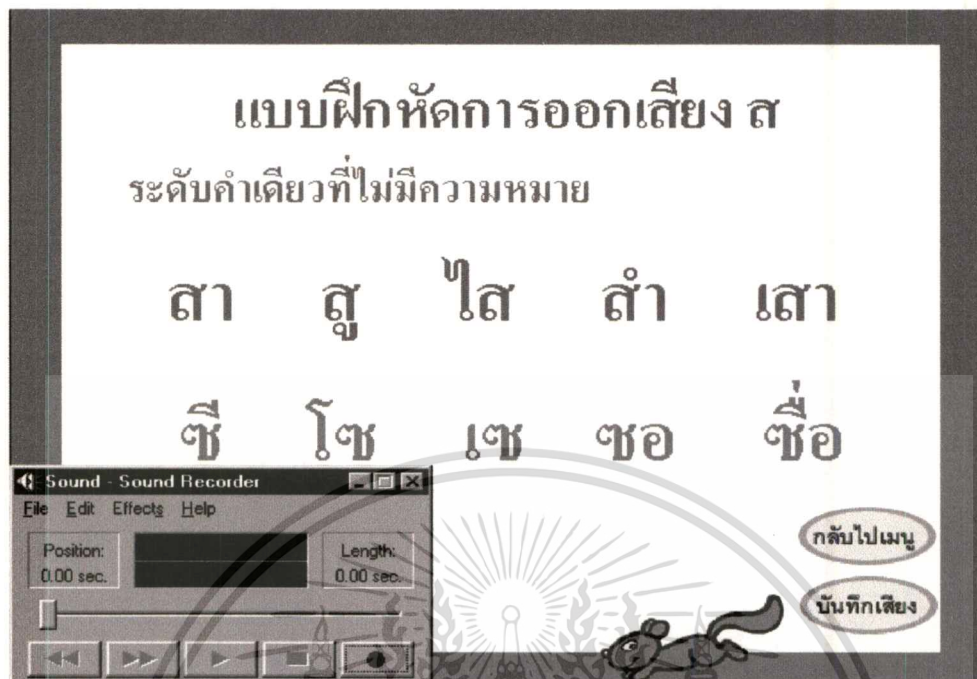 แบบฝึกหัดการออกเสียง ส
ระดับคำเดียวที่ไม่มีความหมาย
สา สู ไส สำ เสา
ซี โซ เซ ซอ ซื่อ
Sound - Sound Recorder
File Edit Effects Help
Position: Length:
0.00 sec. 0.00 sec.
กลับไปเมนู
บันทึกเสียง